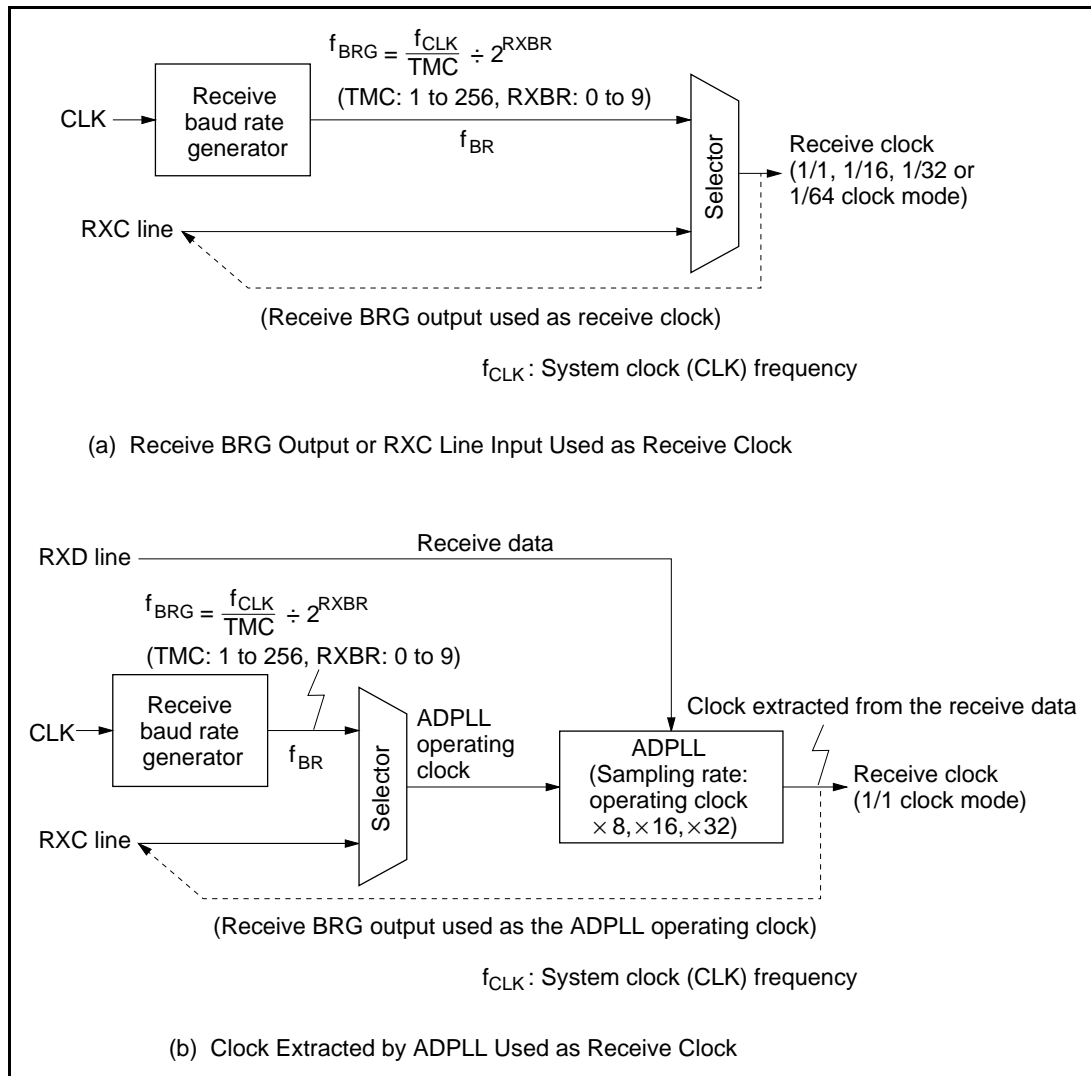 f_BRG = f_CLK / TMC ÷ 2^RXBR
(TMC: 1 to 256, RXBR: 0 to 9)
CLK
Receive
baud rate
generator
f_BR
Selector
Receive clock
(1/1, 1/16, 1/32 or
1/64 clock mode)
RXC line
(Receive BRG output used as receive clock)
f_CLK : System clock (CLK) frequency
(a) Receive BRG Output or RXC Line Input Used as Receive Clock
RXD line
Receive data
f_BRG = f_CLK / TMC ÷ 2^RXBR
(TMC: 1 to 256, RXBR: 0 to 9)
CLK
Receive
baud rate
generator
f_BR
Selector
ADPLL
operating
clock
ADPLL
(Sampling rate:
operating clock
×8, ×16, ×32)
Clock extracted from the receive data
Receive clock
(1/1 clock mode)
RXC line
(Receive BRG output used as the ADPLL operating clock)
f_CLK : System clock (CLK) frequency
(b) Clock Extracted by ADPLL Used as Receive Clock